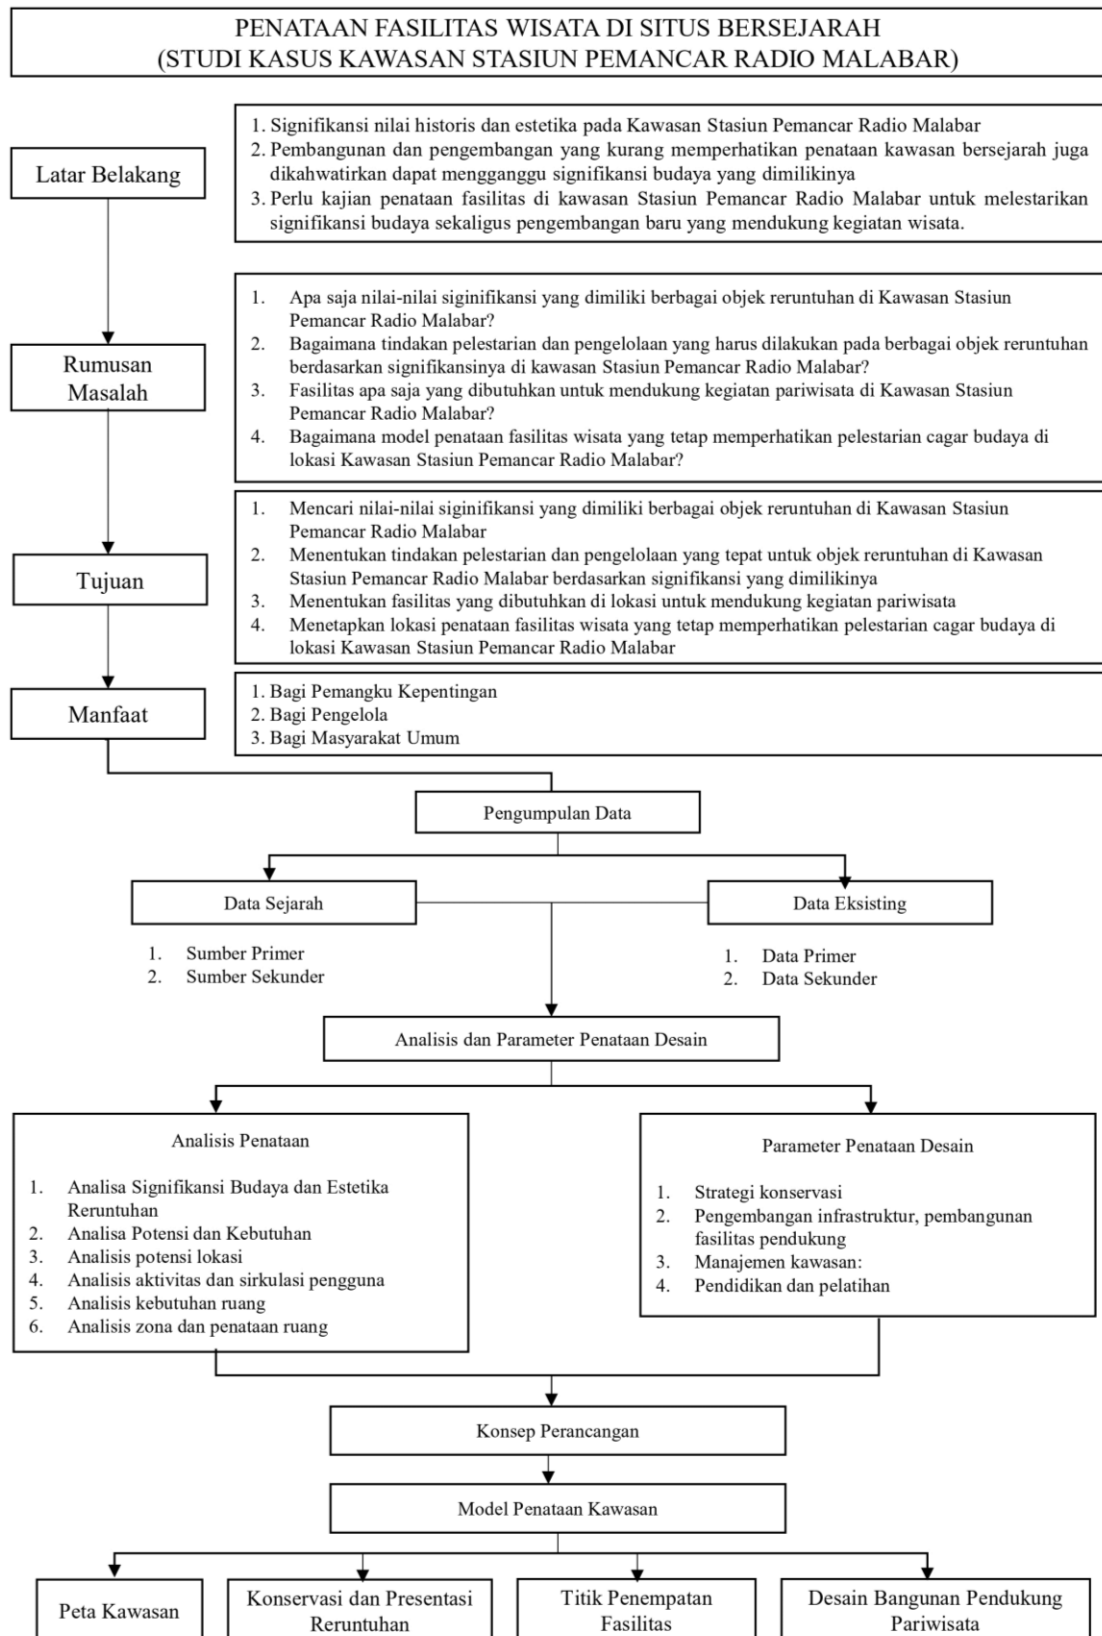 PENATAAN FASILITAS WISATA DI SITUS BERSEJARAH
(STUDI KASUS KAWASAN STASIUN PEMANCAR RADIO MALABAR)
Latar Belakang
1. Signifikansi nilai historis dan estetika pada Kawasan Stasiun Pemancar Radio Malabar
2. Pembangunan dan pengembangan yang kurang memperhatikan penataan kawasan bersejarah juga
dikahwatirkan dapat mengganggu signifikansi budaya yang dimilikinya
3. Perlu kajian penataan fasilitas di kawasan Stasiun Pemancar Radio Malabar untuk melestarikan
signifikansi budaya sekaligus pengembangan baru yang mendukung kegiatan wisata.
Rumusan
Masalah
1. Apa saja nilai-nilai siginifikansi yang dimiliki berbagai objek reruntuhan di Kawasan Stasiun
Pemancar Radio Malabar?
2. Bagaimana tindakan pelestarian dan pengelolaan yang harus dilakukan pada berbagai objek reruntuhan
berdasarkan signifikansinya di kawasan Stasiun Pemancar Radio Malabar?
3. Fasilitas apa saja yang dibutuhkan untuk mendukung kegiatan pariwisata di Kawasan Stasiun
Pemancar Radio Malabar?
4. Bagaimana model penataan fasilitas wisata yang tetap memperhatikan pelestarian cagar budaya di
lokasi Kawasan Stasiun Pemancar Radio Malabar?
Tujuan
1. Mencari nilai-nilai siginifikansi yang dimiliki berbagai objek reruntuhan di Kawasan Stasiun
Pemancar Radio Malabar
2. Menentukan tindakan pelestarian dan pengelolaan yang tepat untuk objek reruntuhan di Kawasan
Stasiun Pemancar Radio Malabar berdasarkan signifikansi yang dimilikinya
3. Menentukan fasilitas yang dibutuhkan di lokasi untuk mendukung kegiatan pariwisata
4. Menetapkan lokasi penataan fasilitas wisata yang tetap memperhatikan pelestarian cagar budaya di
lokasi Kawasan Stasiun Pemancar Radio Malabar
Manfaat
1. Bagi Pemangku Kepentingan
2. Bagi Pengelola
3. Bagi Masyarakat Umum
Pengumpulan Data
Data Sejarah
1. Sumber Primer
2. Sumber Sekunder
Data Eksisting
1. Data Primer
2. Data Sekunder
Analisis dan Parameter Penataan Desain
Analisis Penataan
1. Analisa Signifikansi Budaya dan Estetika
Reruntuhan
2. Analisa Potensi dan Kebutuhan
3. Analisis potensi lokasi
4. Analisis aktivitas dan sirkulasi pengguna
5. Analisis kebutuhan ruang
6. Analisis zona dan penataan ruang
Parameter Penataan Desain
1. Strategi konservasi
2. Pengembangan infrastruktur, pembangunan
fasilitas pendukung
3. Manajemen kawasan:
4. Pendidikan dan pelatihan
Konsep Perancangan
Model Penataan Kawasan
Peta Kawasan
Konservasi dan Presentasi
Reruntuhan
Titik Penempatan
Fasilitas
Desain Bangunan Pendukung
Pariwisata